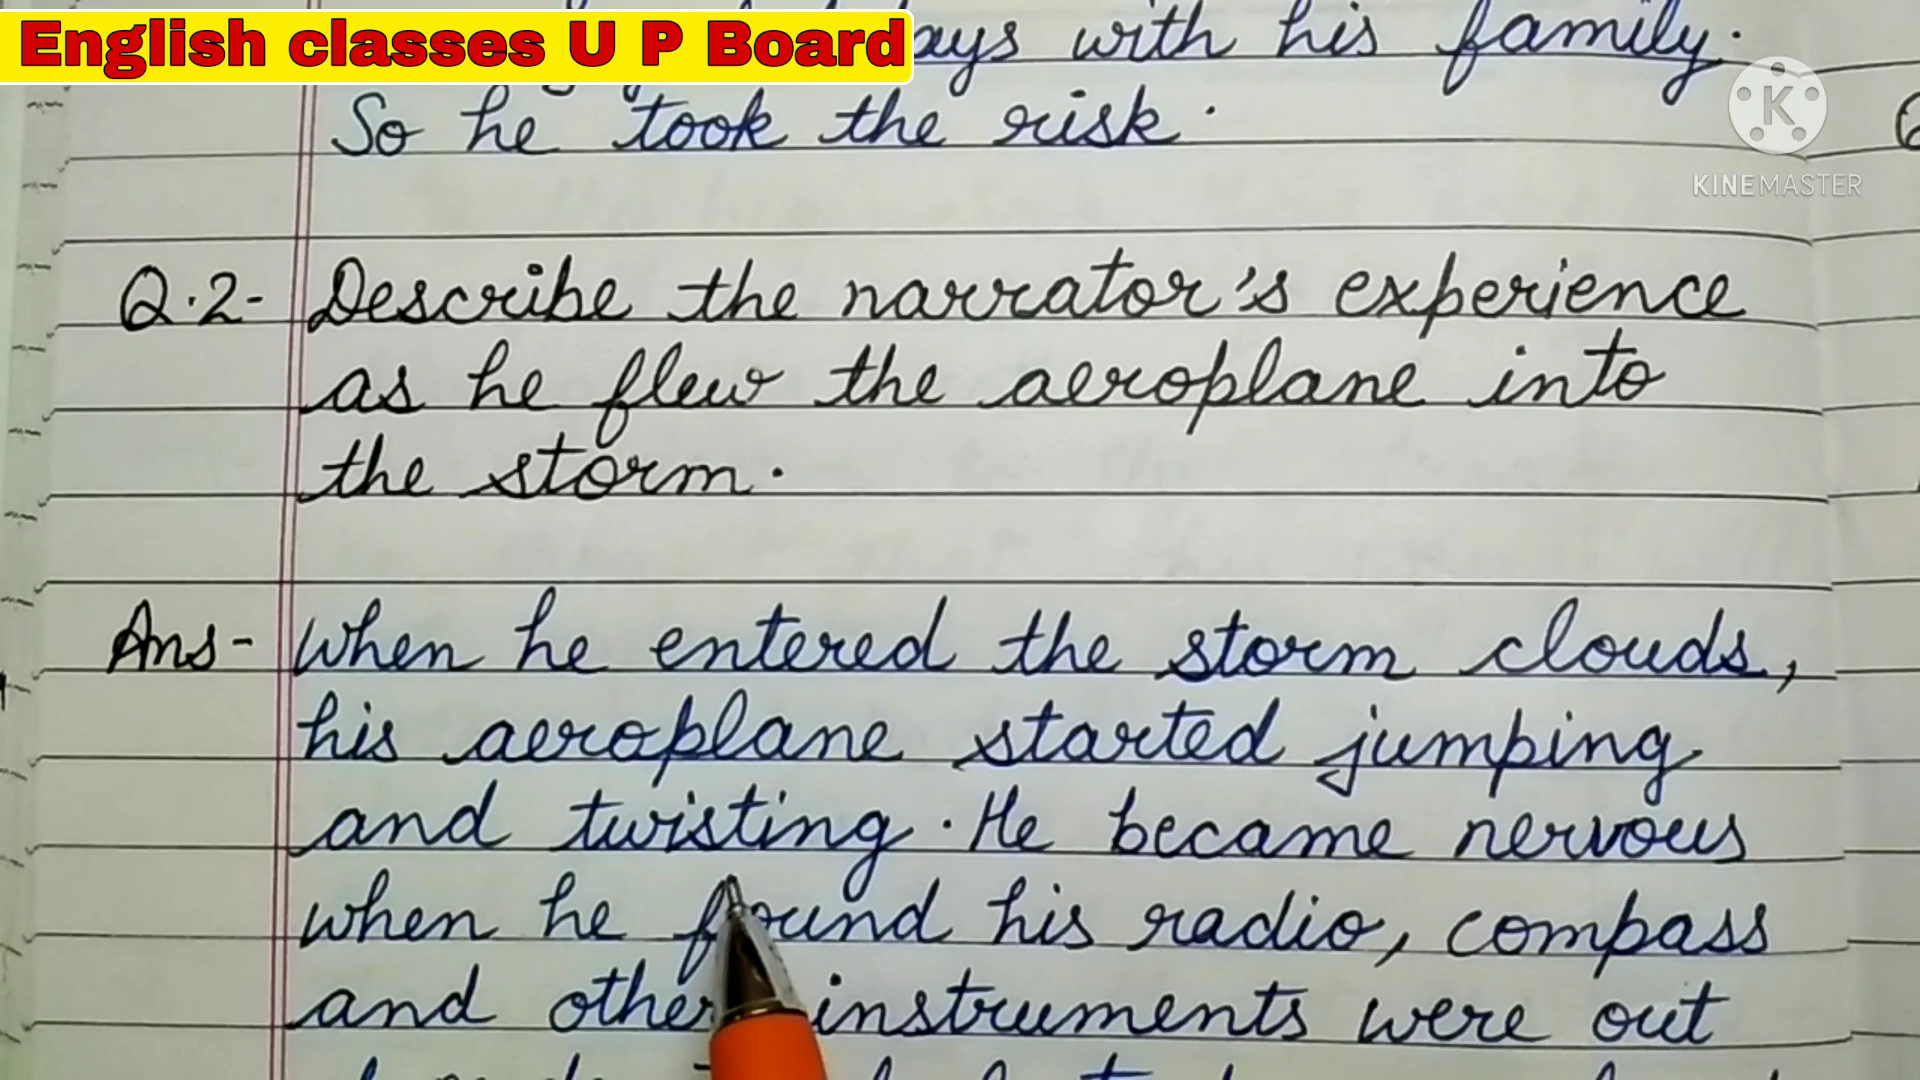 English classes U P Board
with his family.
So he took the risk.
KINEMASTER
Q.2- Describe the narrator's experience
as he flew the aeroplane into
the storm.
Ans- When he entered the storm clouds,
his aeroplane started jumping
and twisting. He became nervous
when he found his radio, compass
and other instruments were out